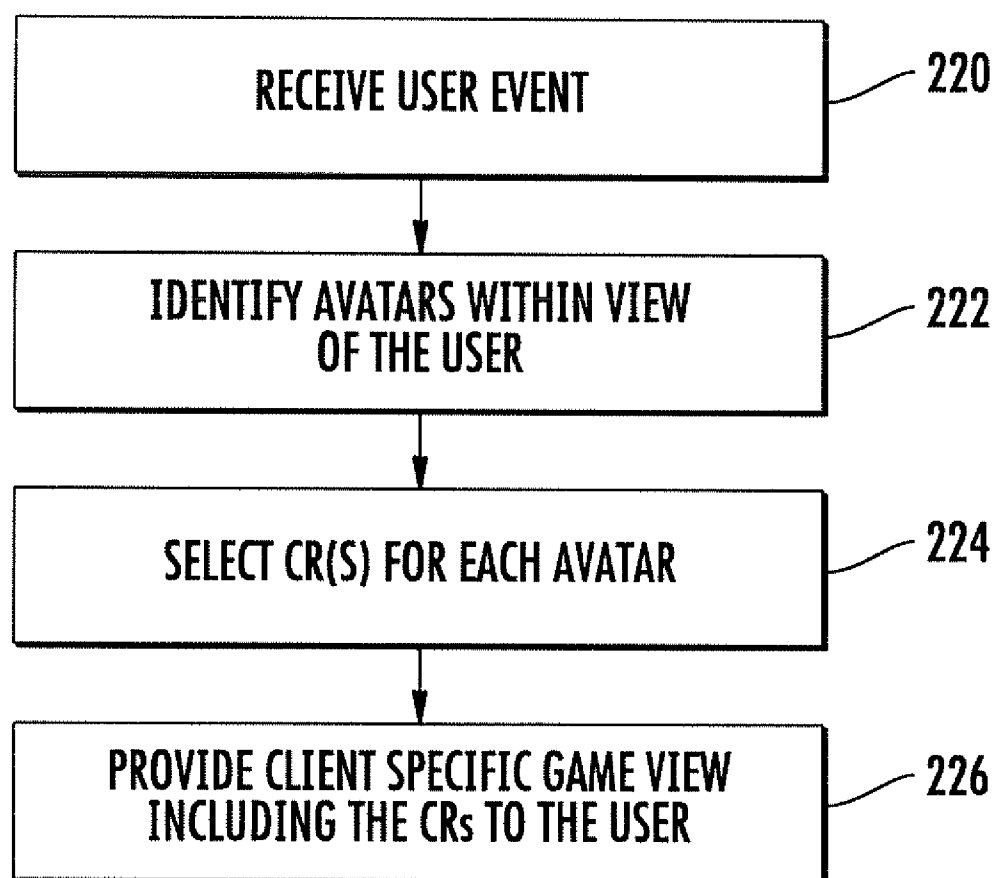 RECEIVE USER EVENT
220
IDENTIFY AVATARS WITHIN VIEW
OF THE USER
222
SELECT CR(S) FOR EACH AVATAR
224
PROVIDE CLIENT SPECIFIC GAME VIEW
INCLUDING THE CRs TO THE USER
226